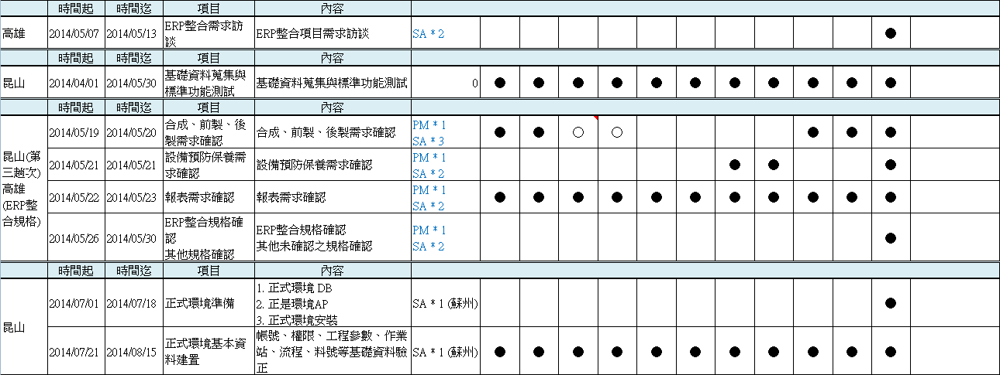 時間起 時間迄 項目 內容
高雄 2014/05/07 2014/05/13 ERP整合需求訪談 ERP整合項目需求訪談 SA * 2 ●
時間起 時間迄 項目 內容
昆山 2014/04/01 2014/05/30 基礎資料蒐集與標準功能測試 基礎資料蒐集與標準功能測試 0 ● ● ● ● ● ● ● ● ● ● ●
時間起 時間迄 項目 內容
昆山(第三趟次)
高雄
(ERP整合規格)
2014/05/19 2014/05/20 合成、前製、後製需求確認 合成、前製、後製需求確認 PM * 1
SA * 3 ● ● ○ ○ ● ● ●
2014/05/21 2014/05/21 設備預防保養需求確認 設備預防保養需求確認 PM * 1
SA * 2 ● ● ●
2014/05/22 2014/05/23 報表需求確認 報表需求確認 PM * 1
SA * 2 ● ● ● ● ● ● ● ● ● ● ●
2014/05/26 2014/05/30 ERP整合規格確認
其他規格確認
ERP整合規格確認
其他未確認之規格確認
PM * 1
SA * 2 ●
時間起 時間迄 項目 內容
昆山
2014/07/01 2014/07/18 正式環境準備
1. 正式環境 DB
2. 正是環境AP
3. 正式環境安裝
SA * 1 (蘇州) ●
2014/07/21 2014/08/15 正式環境基本資料建置
帳號、權限、工程參數、作業
站、流程、料號等基礎資料驗
正
SA * 1 (蘇州) ● ● ● ● ● ● ● ● ● ● ●